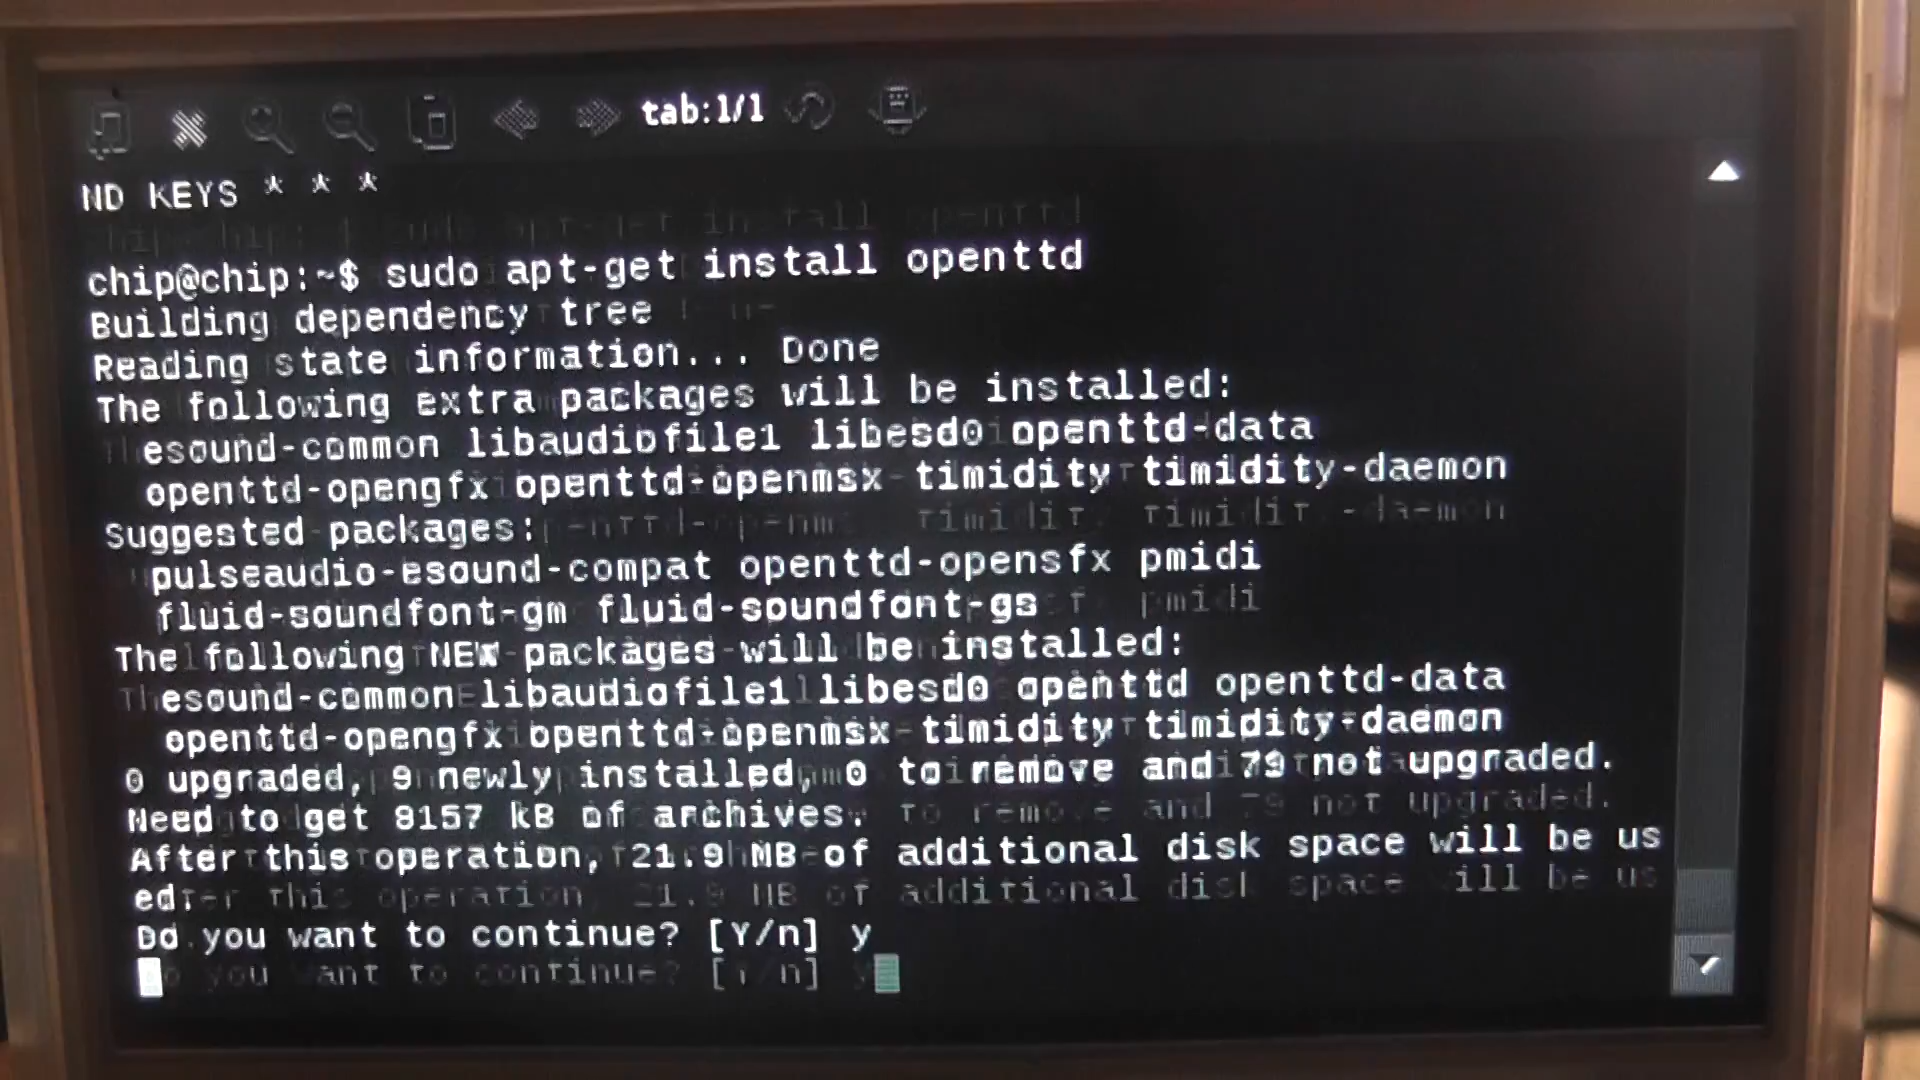 tab:1/1
ND KEYS * * *
chip@chip:~$ sudo apt-get install openttd
Building dependency tree
Reading state information... Done
The following extra packages will be installed:
esound-common libaudiofile1 libesd0 openttd-data
openttd-opengfx openttd-openmsx timidity timidity-daemon
Suggested packages:
pulseaudio-esound-compat openttd-opensfx pmidi
fluid-soundfont-gm fluid-soundfont-gs
The following NEW packages will be installed:
esound-common libaudiofile1 libesd0 openttd openttd-data
openttd-opengfx openttd-openmsx timidity timidity-daemon
0 upgraded, 9 newly installed, 0 to remove and 79 not upgraded.
Need to get 8157 kB of archives.
After this operation, 21.9 MB of additional disk space will be us
ed.
Do you want to continue? [Y/n] y